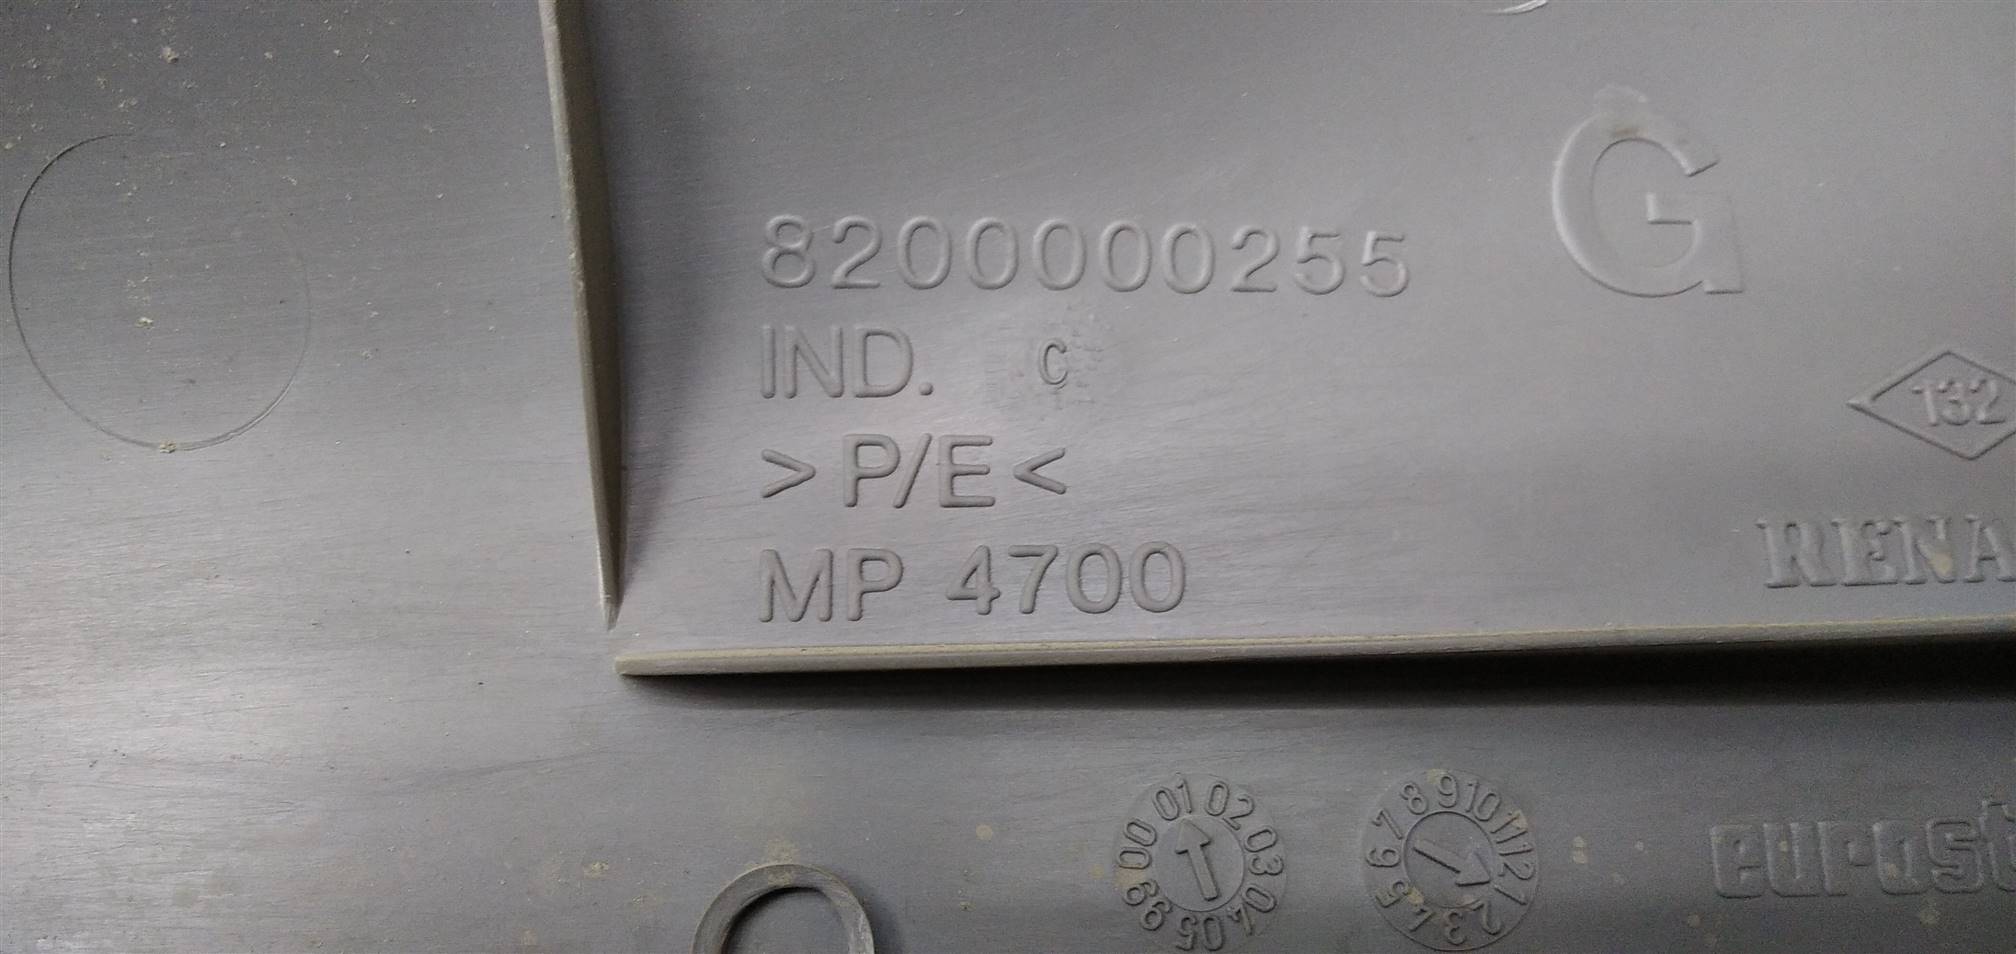 8200000255
G
IND. C
132
>P/E<
RENA
MP 4700
00 01 02 03 04 05 99
1 2 3 4 5 6 7 8 9 10 11 12
eurost